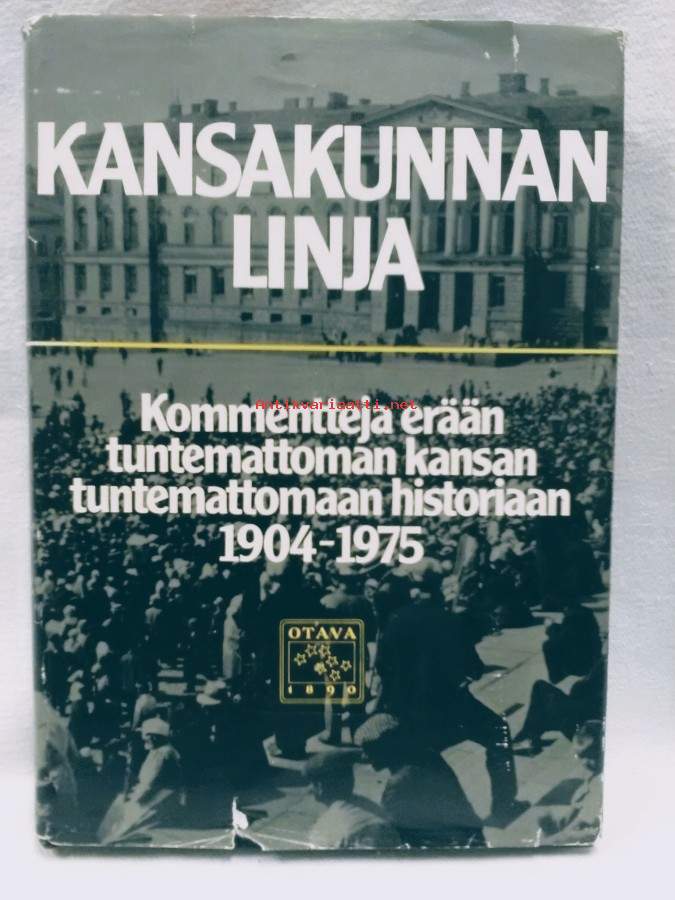 KANSAKUNNAN
LINJA
Antikvariaatti.net
Kommentteja erään
tuntemattoman kansan
tuntemattomaan historiaan
1904-1975
OTAVA
1890